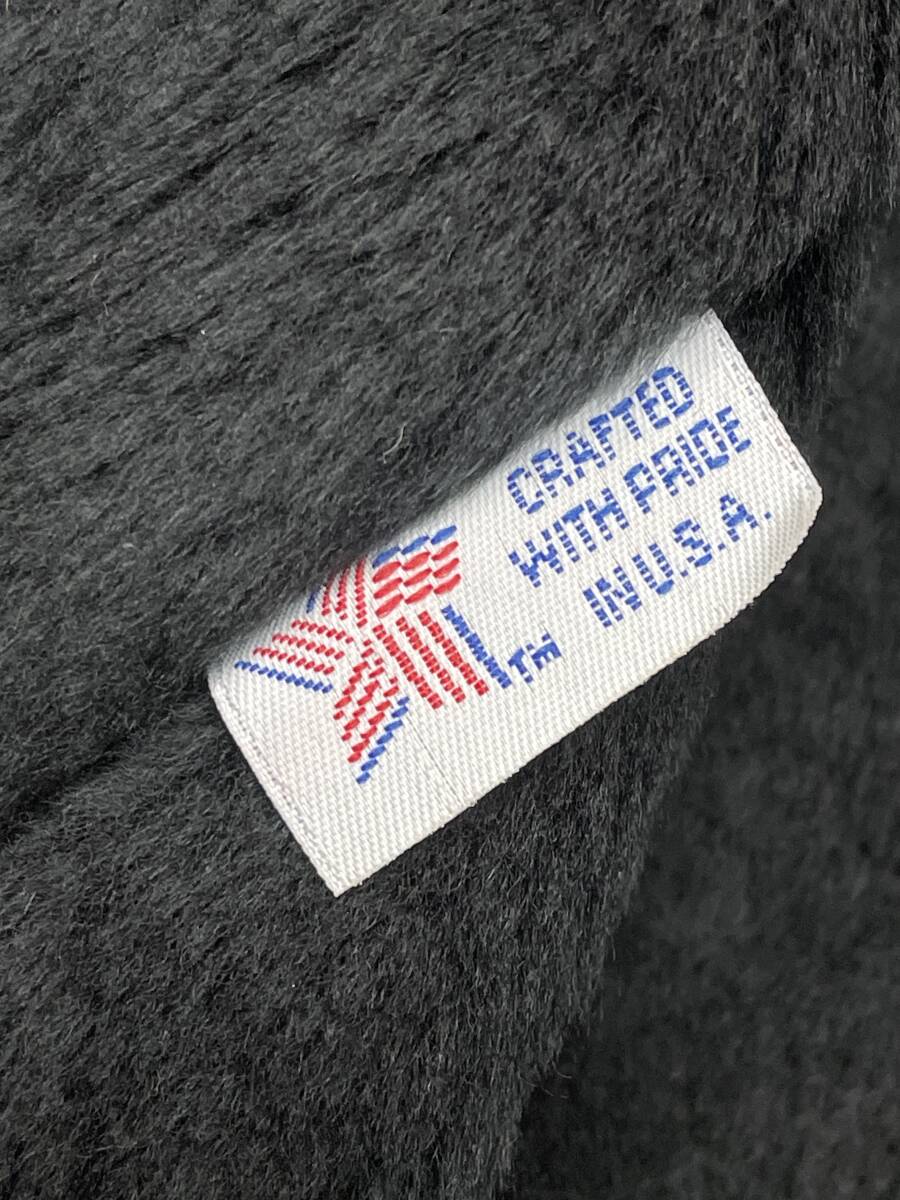 CRAFTED
WITH PRIDE
IN U.S.A.
TM